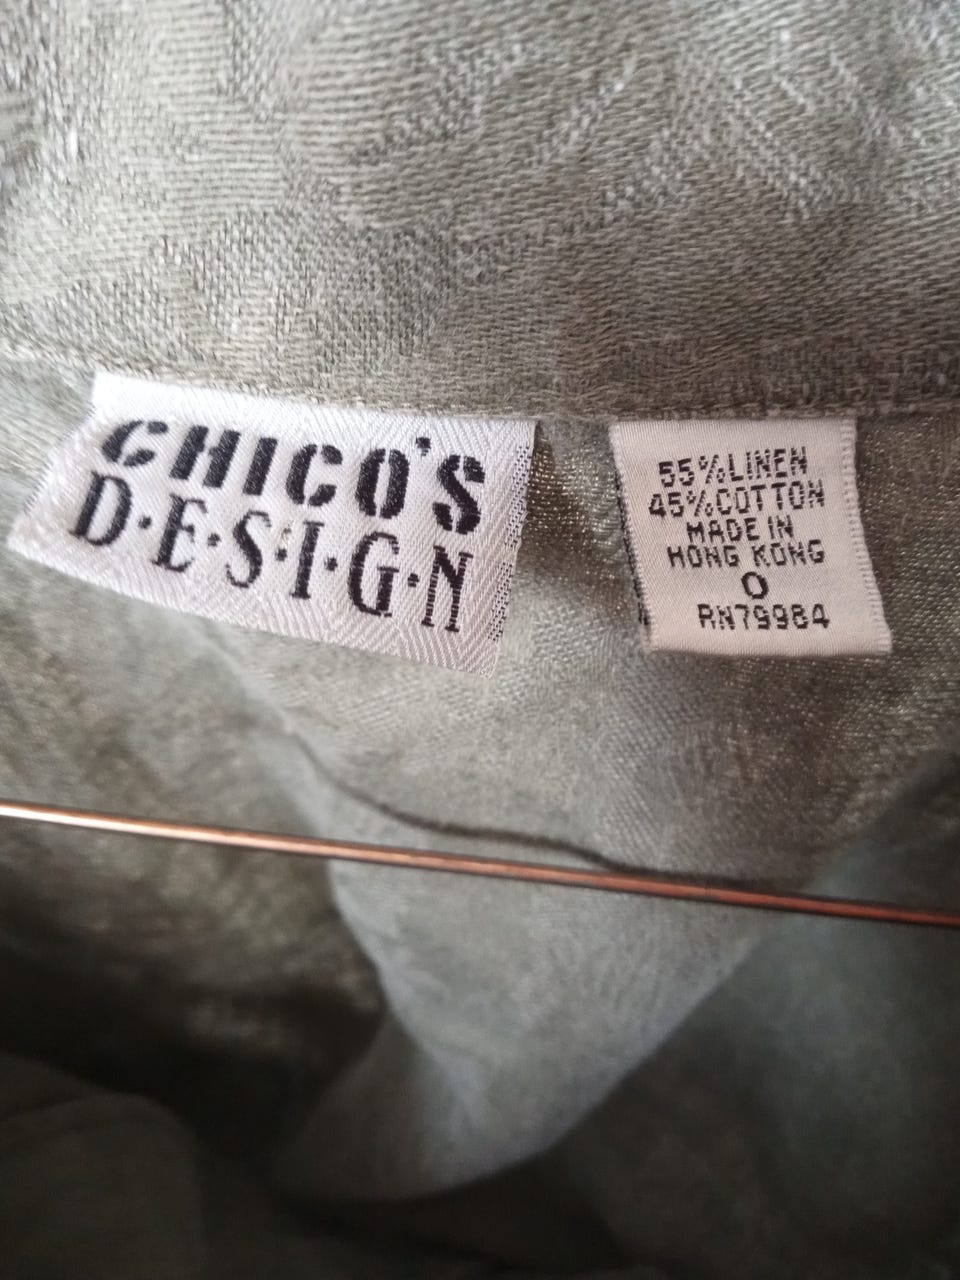 CHICO'S
D·E·S·I·G·N
55%LINEN
45%COTTON
MADE IN
HONG KONG
0
RN79984